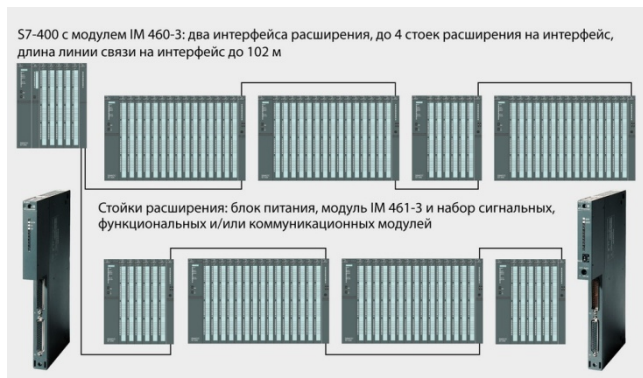 S7-400 с модулем IM 460-3: два интерфейса расширения, до 4 стоек расширения на интерфейс,
длина линии связи на интерфейс до 102 м
Стойки расширения: блок питания, модуль IM 461-3 и набор сигнальных,
функциональных и/или коммуникационных модулей